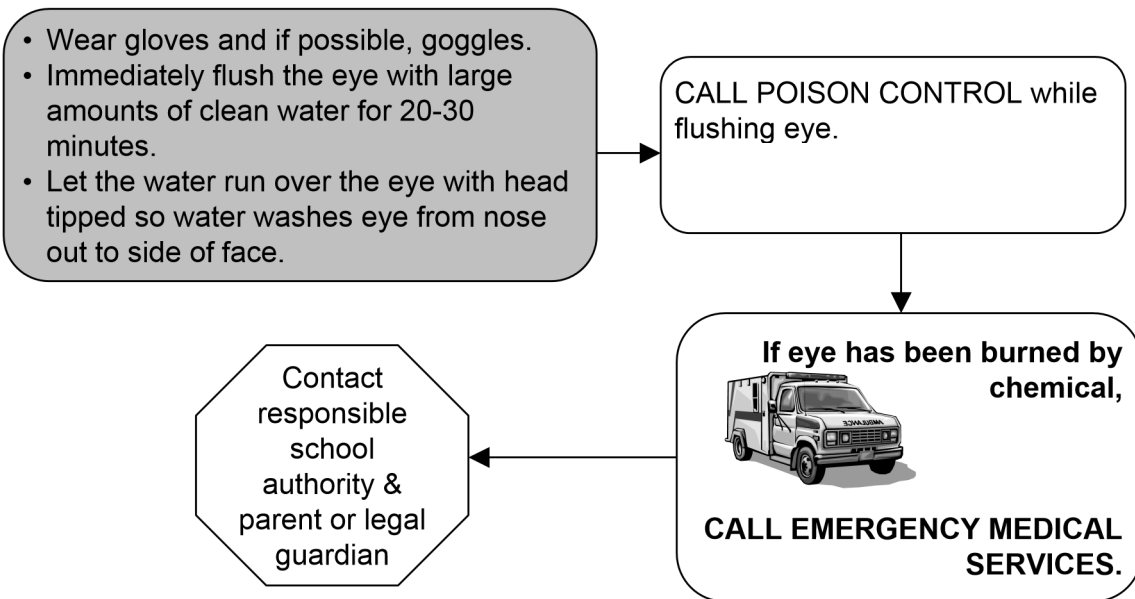 • Wear gloves and if possible, goggles.
• Immediately flush the eye with large
amounts of clean water for 20-30
minutes.
• Let the water run over the eye with head
tipped so water washes eye from nose
out to side of face.
CALL POISON CONTROL while
flushing eye.
If eye has been burned by
chemical,
AMBULANCE
CALL EMERGENCY MEDICAL
SERVICES.
Contact
responsible
school
authority &
parent or legal
guardian